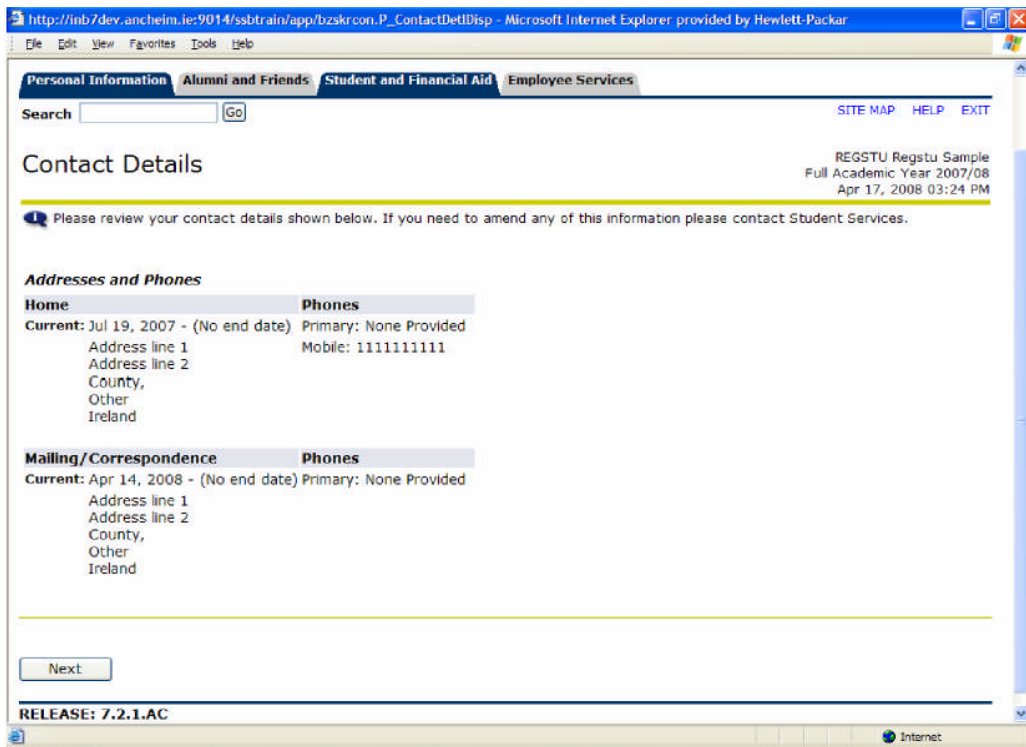 http://inb7dev.ancheim.ie:9014/ssbtrain/app/bzskrcon.P_ContactDetlDisp - Microsoft Internet Explorer provided by Hewlett-Packar
File Edit View Favorites Tools Help
Personal Information Alumni and Friends Student and Financial Aid Employee Services
Search Go SITE MAP HELP EXIT
Contact Details
REGSTU Regstu Sample
Full Academic Year 2007/08
Apr 17, 2008 03:24 PM
Please review your contact details shown below. If you need to amend any of this information please contact Student Services.
Addresses and Phones
Home Phones
Current: Jul 19, 2007 - (No end date) Primary: None Provided
Address line 1 Mobile: 1111111111
Address line 2
County,
Other
Ireland
Mailing/Correspondence Phones
Current: Apr 14, 2008 - (No end date) Primary: None Provided
Address line 1
Address line 2
County,
Other
Ireland
Next
RELEASE: 7.2.1.AC
Internet